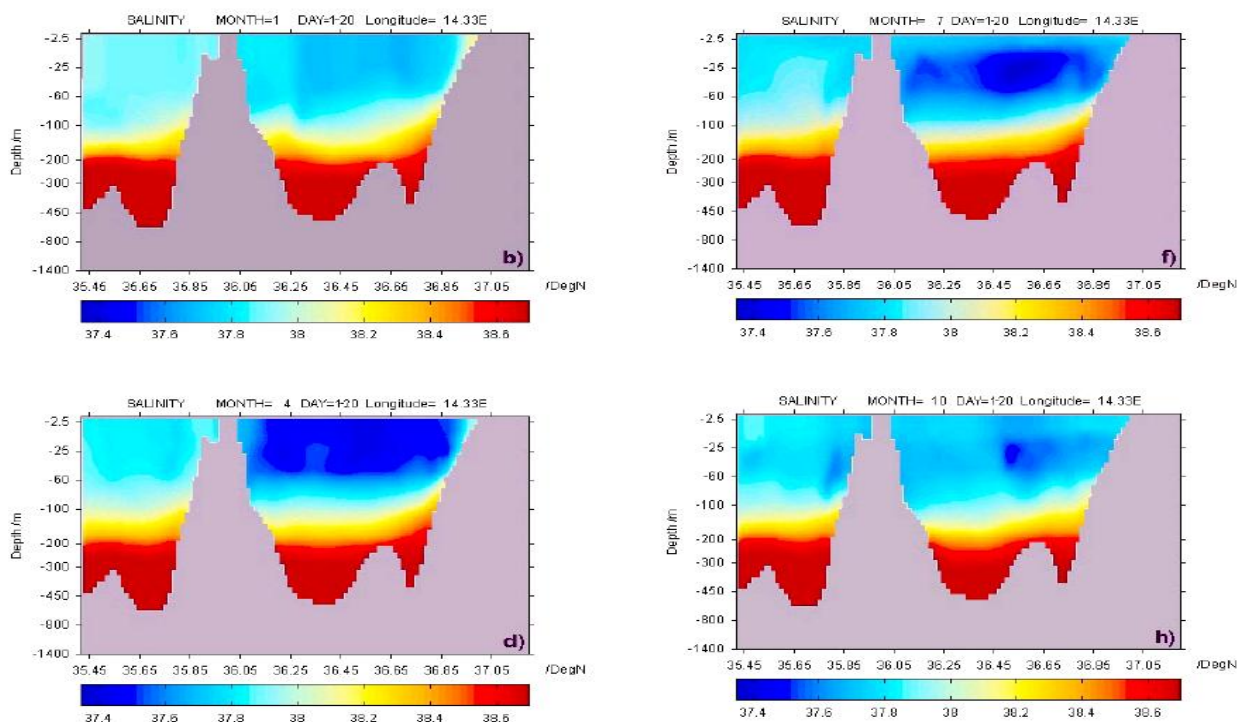 SALINITY MONTH=1 DAY=1-20 Longitude= 14.33E
-2.5
-25
-60
-100
-200
-300
-450
-800
-1400
Depth /m
b)
35.45 35.65 35.85 36.05 36.25 36.45 36.65 36.85 37.05 /DegN
37.4 37.6 37.8 38 38.2 38.4 38.6
SALINITY MONTH= 7 DAY=1-20 Longitude= 14.33E
-2.5
-25
-60
-100
-200
-300
-450
-800
-1400
Depth /m
f)
35.45 35.65 35.85 36.05 36.25 36.45 36.65 36.85 37.05 /DegN
37.4 37.6 37.8 38 38.2 38.4 38.6
SALINITY MONTH= 4 DAY=1-20 Longitude= 14.33E
-2.5
-25
-60
-100
-200
-300
-450
-800
-1400
Depth /m
d)
35.45 35.65 35.85 36.05 36.25 36.45 36.65 36.85 37.05 /DegN
37.4 37.6 37.8 38 38.2 38.4 38.6
SALINITY MONTH= 10 DAY=1-20 Longitude= 14.33E
-2.5
-25
-60
-100
-200
-300
-450
-800
-1400
Depth /m
h)
35.45 35.65 35.85 36.05 36.25 36.45 36.65 36.85 37.05 /DegN
37.4 37.6 37.8 38 38.2 38.4 38.6